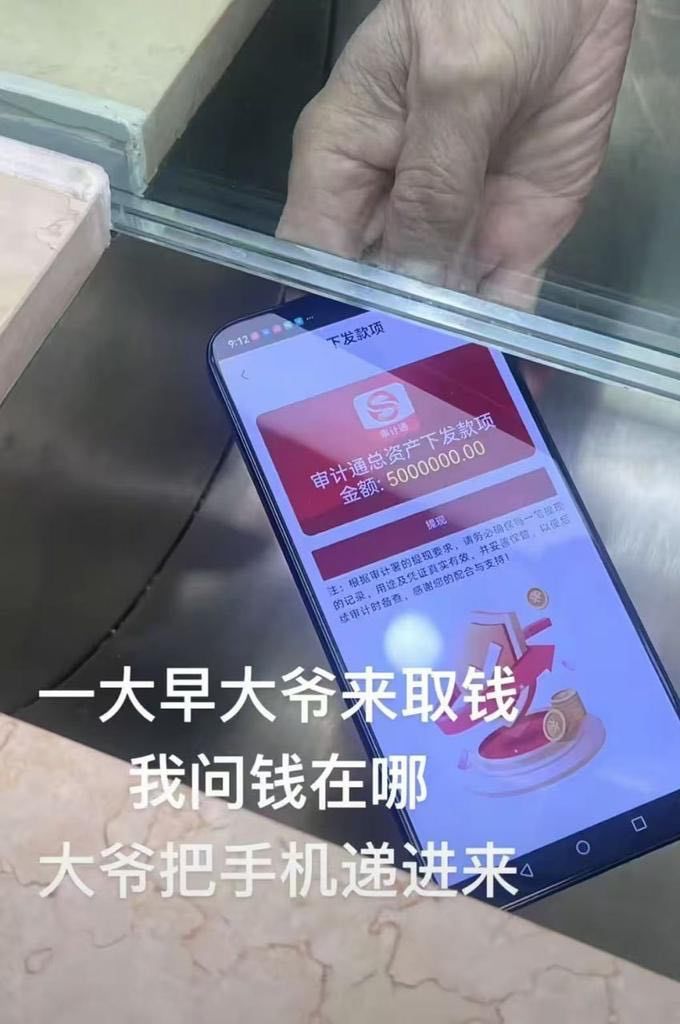 9:12
下发款项
审计通
审计通总资产下发款项
金额: 5000000.00
提现
注：根据审计署的提现要求，请务必确保每一笔提现
的记录，用途及凭证真实有效，并妥善保管，以便后
续审计时备查，感谢您的配合与支持！
一大早大爷来取钱
我问钱在哪
大爷把手机递进来